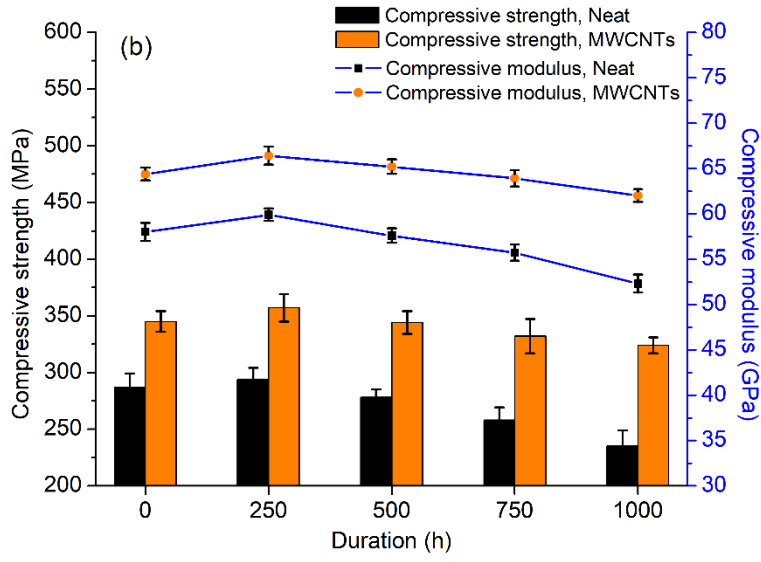 (b)
Compressive strength, Neat
Compressive strength, MWCNTs
Compressive modulus, Neat
Compressive modulus, MWCNTs
Compressive strength (MPa)
600
550
500
450
400
350
300
250
200
80
75
70
65
60
55
50
45
40
35
30
Compressive modulus (GPa)
0 250 500 750 1000
Duration (h)